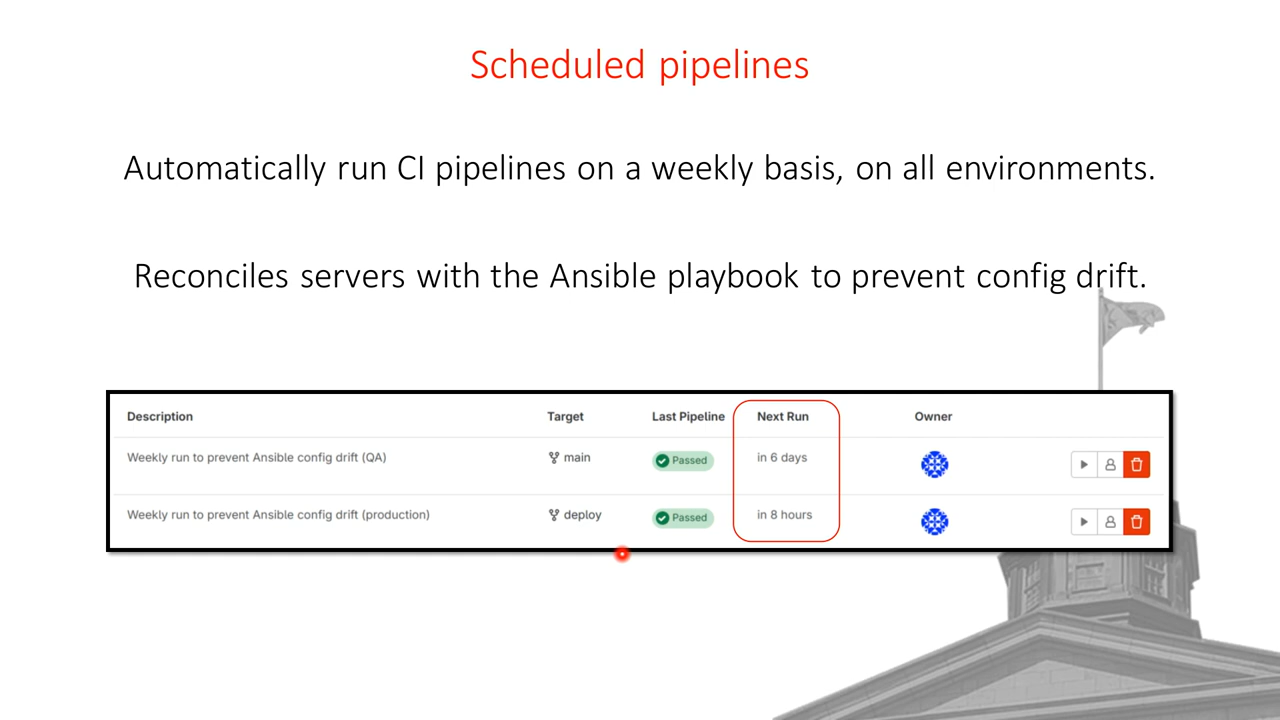 Scheduled pipelines
Automatically run CI pipelines on a weekly basis, on all environments.
Reconciles servers with the Ansible playbook to prevent config drift.
Description Target Last Pipeline Next Run Owner
Weekly run to prevent Ansible config drift (QA) main Passed in 6 days
Weekly run to prevent Ansible config drift (production) deploy Passed in 8 hours